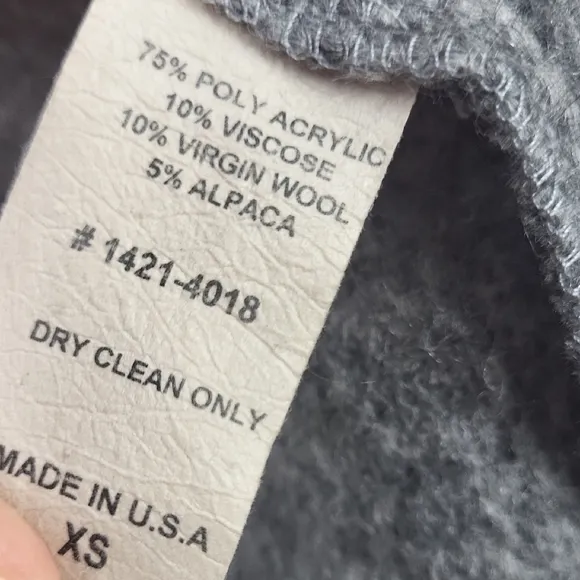 75% POLY ACRYLIC
10% VISCOSE
10% VIRGIN WOOL
5% ALPACA
# 1421-4018
DRY CLEAN ONLY
MADE IN U.S.A
XS